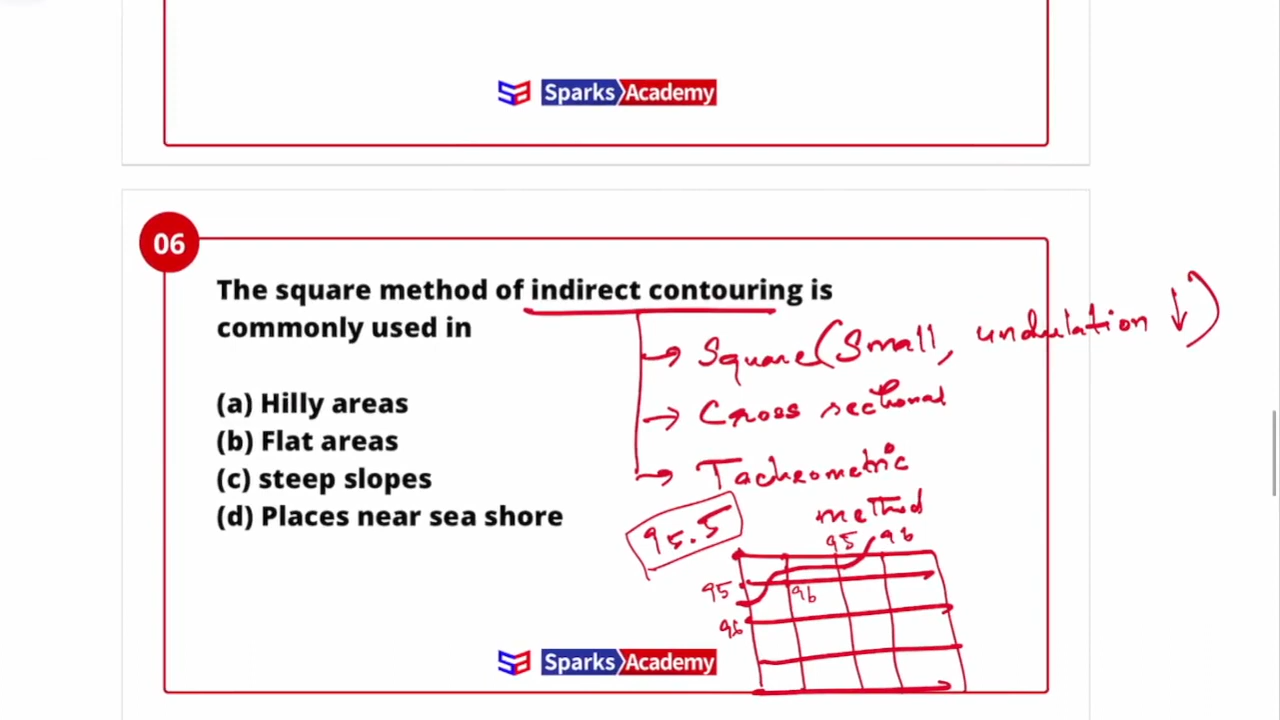 Sparks Academy
06
The square method of indirect contouring is
commonly used in
→ Square (Small, undulation ↓)
(a) Hilly areas
→ Cross sectional
(b) Flat areas
→ Tacheometric
method
(c) steep slopes
(d) Places near sea shore
95.5
95 96
95 96
96
Sparks Academy